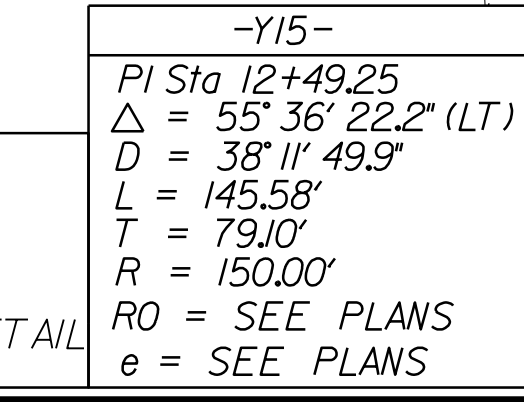 -Y15-
PI Sta 12+49.25
△ = 55° 36' 22.2" (LT)
D = 38° 11' 49.9"
L = 145.58'
T = 79.10'
R = 150.00'
RO = SEE PLANS
ETAIL
e = SEE PLANS